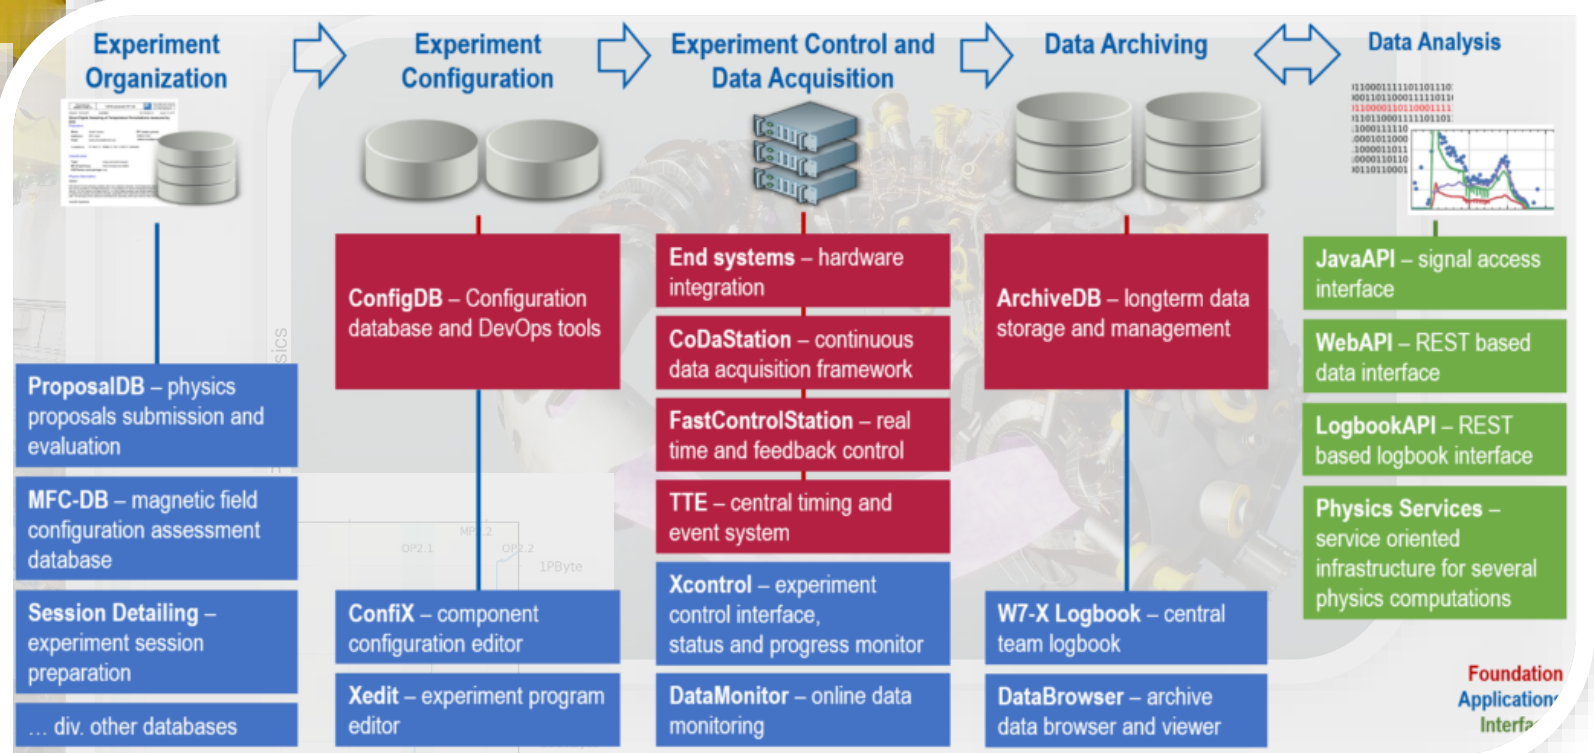 Experiment
Organization
Experiment
Configuration
Experiment Control and
Data Acquisition
Data Archiving
Data Analysis
ProposalDB – physics
proposals submission and
evaluation
MFC-DB – magnetic field
configuration assessment
database
Session Detailing –
experiment session
preparation
... div. other databases
ConfigDB – Configuration
database and DevOps tools
ConfiX – component
configuration editor
Xedit – experiment program
editor
End systems – hardware
integration
CoDaStation – continuous
data acquisition framework
FastControlStation – real
time and feedback control
TTE – central timing and
event system
Xcontrol – experiment
control interface,
status and progress monitor
DataMonitor – online data
monitoring
ArchiveDB – longterm data
storage and management
W7-X Logbook – central
team logbook
DataBrowser – archive
data browser and viewer
JavaAPI – signal access
interface
WebAPI – REST based
data interface
LogbookAPI – REST
based logbook interface
Physics Services –
service oriented
infrastructure for several
physics computations
Foundation
Applications
OP2.1
OP2.2
1PByte